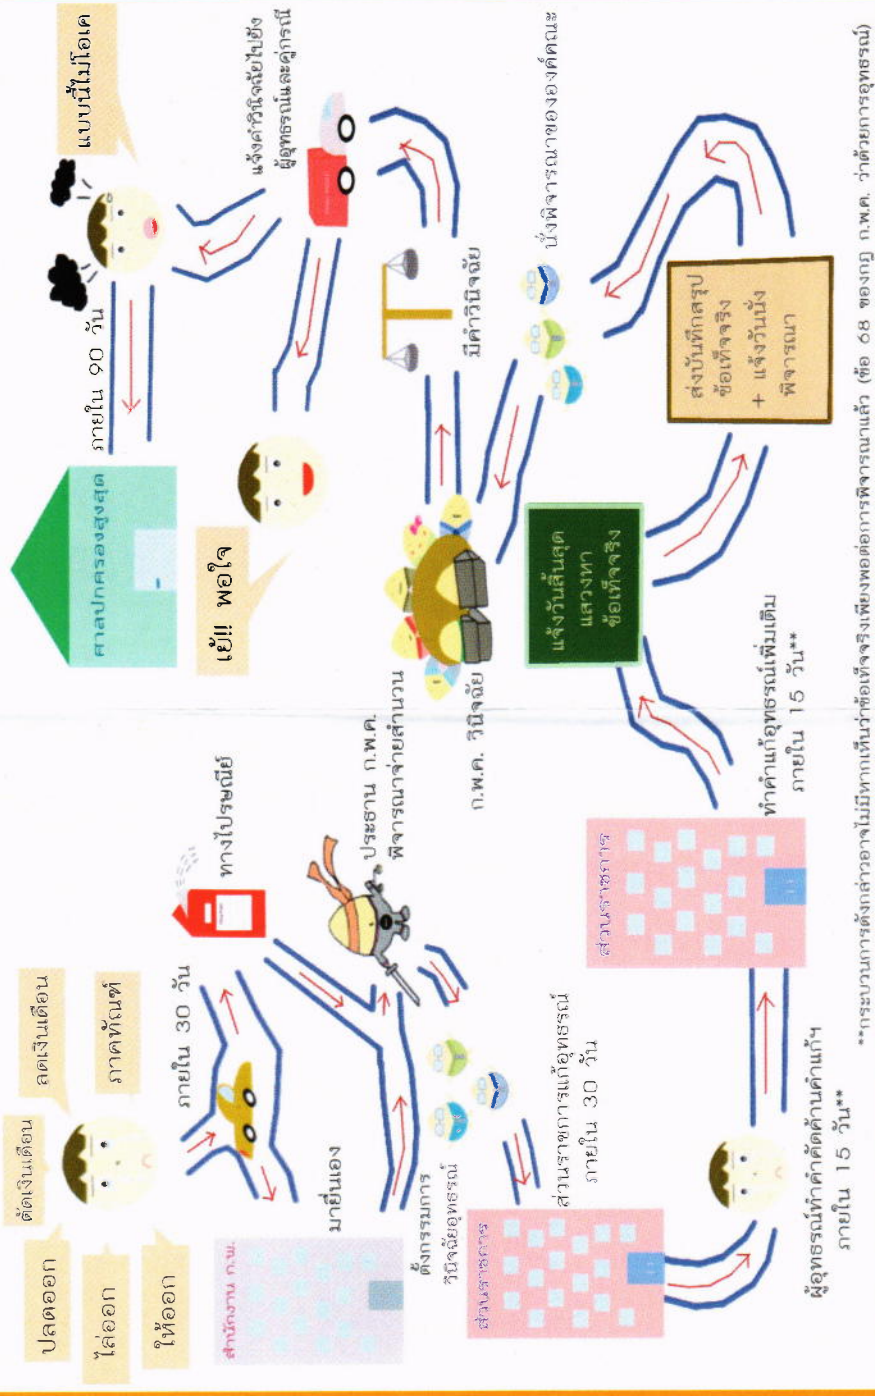 ปลดออก
ไล่ออก
ให้ออก
ตัดเงินเดือน
ลดเงินเดือน
ภาคทัณฑ์
ภายใน 30 วัน
ทางไปรษณีย์
มายื่นเอง
สำนักงาน ก.พ.
ประธาน ก.พ.ค.
พิจารณาจ่ายสำนวน
ตั้งกรรมการ
วินิจฉัยอุทธรณ์
ส่วนราชการแก้อุทธรณ์
ภายใน 30 วัน
ส่วนราชการ
ผู้อุทธรณ์ทำคำคัดค้านคำแก้ฯ
ภายใน 15 วัน**
ส่วนราชการ
ทำคำแก้อุทธรณ์เพิ่มเติม
ภายใน 15 วัน**
แจ้งวันสิ้นสุด
แสวงหา
ข้อเท็จจริง
ส่งบันทึกสรุป
ข้อเท็จจริง
+ แจ้งวันนั่ง
พิจารณา
นั่งพิจารณาขององค์คณะ
ก.พ.ค. วินิจฉัย
มีคำวินิจฉัย
แจ้งคำวินิจฉัยไปยัง
ผู้อุทธรณ์และคู่กรณี
เย้!! พอใจ
แบบนี้ไม่โอเค
ภายใน 90 วัน
ศาลปกครองสูงสุด
**กระบวนการดังกล่าวอาจไม่มีหากเห็นว่าข้อเท็จจริงเพียงพอต่อการพิจารณาแล้ว (ข้อ 68 ของกฎ ก.พ.ค. ว่าด้วยการอุทธรณ์)